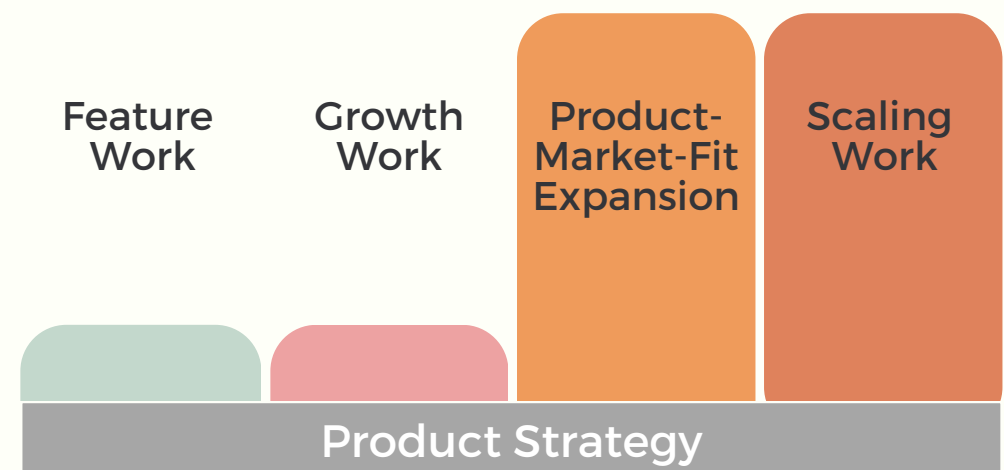 Feature
Work
Growth
Work
Product-
Market-Fit
Expansion
Scaling
Work
Product Strategy